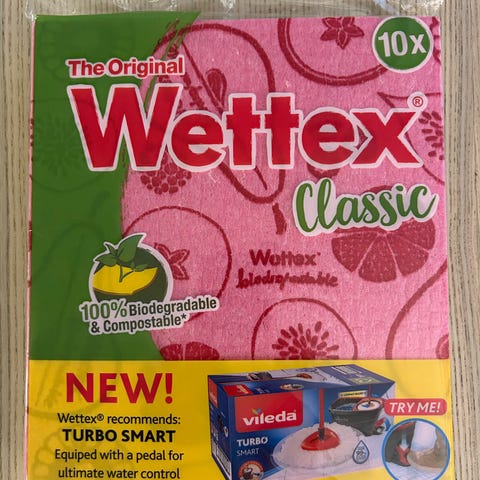 10x
The Original
Wettex®
Classic
Wettex®
biodegradable
100% Biodegradable
& Compostable*
NEW!
Wettex® recommends:
TURBO SMART
Equiped with a pedal for
ultimate water control
vileda
TURBO
SMART
TRY ME!